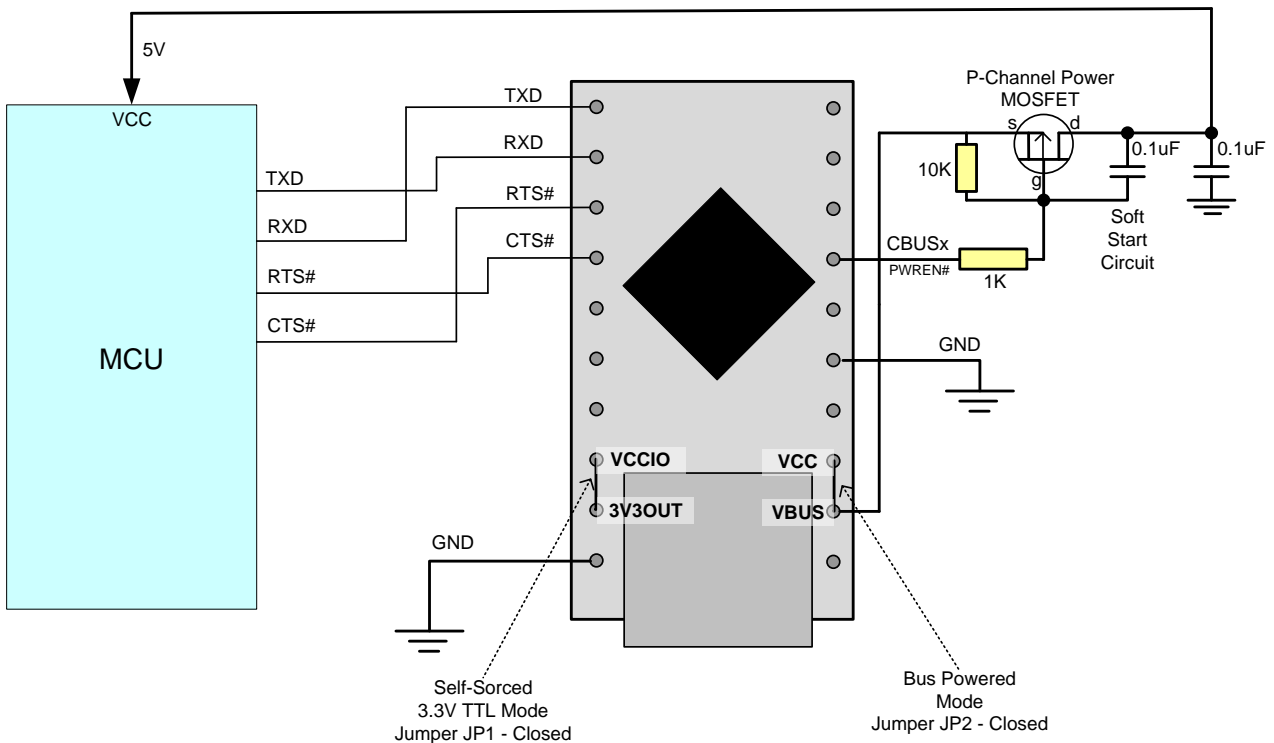 5V
VCC
TXD
RXD
RTS#
CTS#
MCU
TXD
RXD
RTS#
CTS#
P-Channel Power
MOSFET
s
d
g
10K
0.1uF
0.1uF
Soft
Start
Circuit
CBUSx
PWREN#
1K
GND
VCCIO
3V3OUT
VCC
VBUS
GND
Self-Sorced
3.3V TTL Mode
Jumper JP1 - Closed
Bus Powered
Mode
Jumper JP2 - Closed